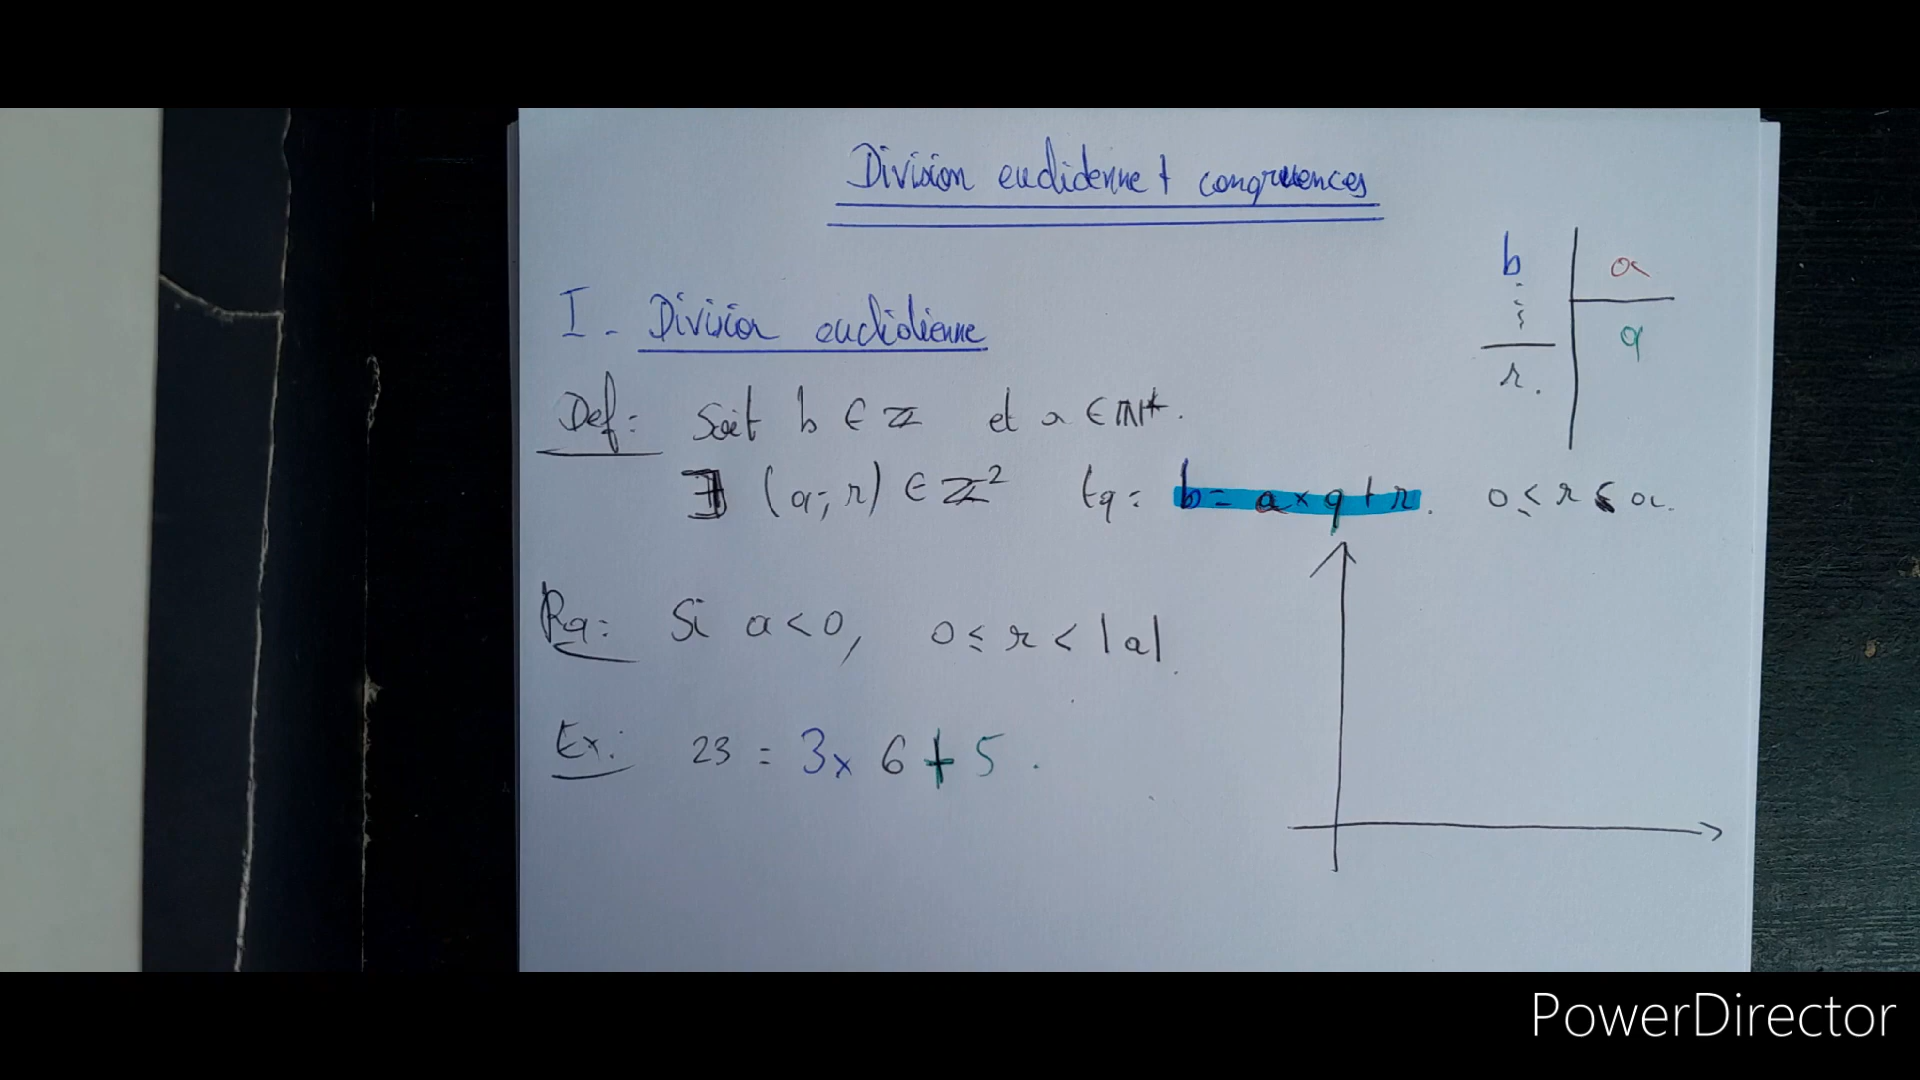 Division euclidenne + congruences
b a
q
r.
I - Division euclidienne
Def: Soit b ∈ ℤ et a ∈ ℕ*.
∃ (q; r) ∈ ℤ² tq: b = a × q + r. 0 ≤ r < a.
Rq: Si a < 0, 0 ≤ r < |a|.
Ex: 23 = 3 × 6 + 5.
PowerDirector